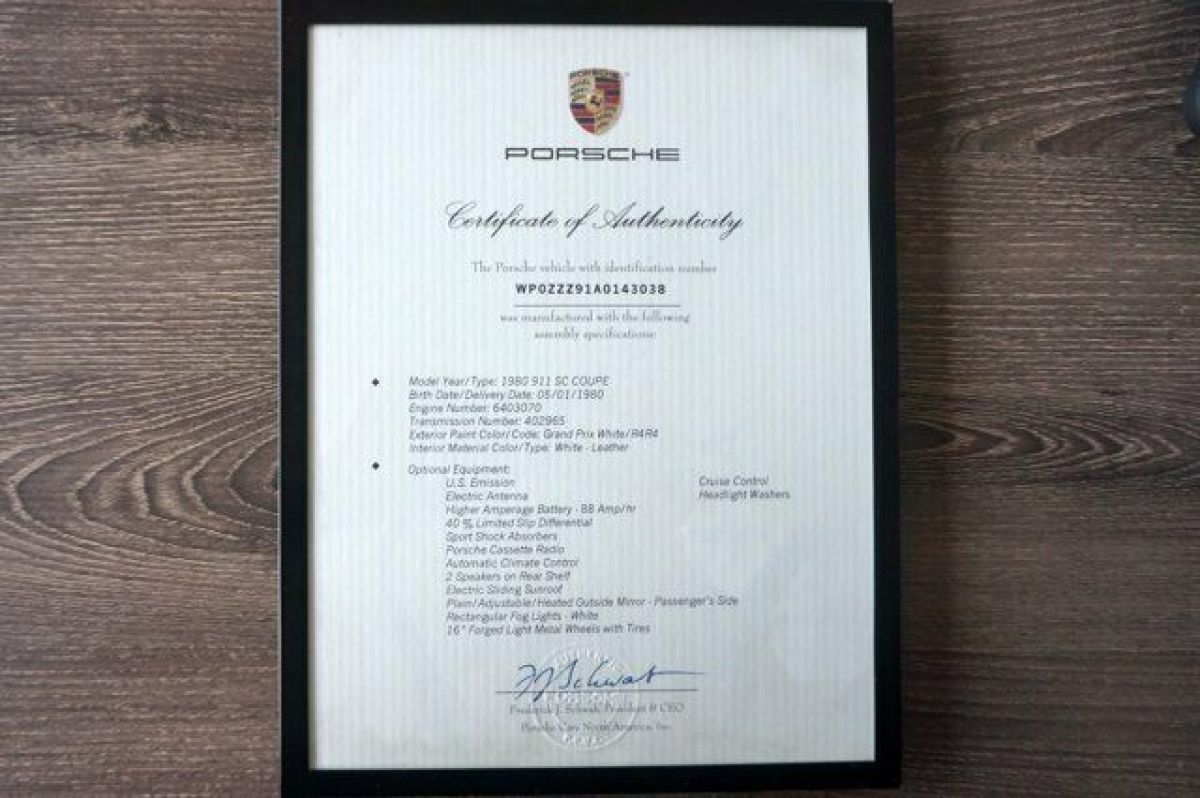 PORSCHE
Certificate of Authenticity
The Porsche vehicle with identification number
WP0ZZZ91A0143038
was manufactured with the following
assembly specifications:
Model Year/Type: 1980 911 SC COUPE
Birth Date/Delivery Date: 05/01/1980
Engine Number: 6403070
Transmission Number: 402965
Exterior Paint Color/Code: Grand Prix White/R4R4
Interior Material Color/Type: White - Leather
Optional Equipment:
U.S. Emission
Electric Antenna
Higher Amperage Battery - 88 Amp/hr
40 % Limited Slip Differential
Sport Shock Absorbers
Porsche Cassette Radio
Automatic Climate Control
2 Speakers on Rear Shelf
Electric Sliding Sunroof
Plain/Adjustable/Heated Outside Mirror - Passenger's Side
Rectangular Fog Lights - White
16" Forged Light Metal Wheels with Tires
Cruise Control
Headlight Washers
Frederick J. Schwab, President & CEO
Porsche Cars North America, Inc.